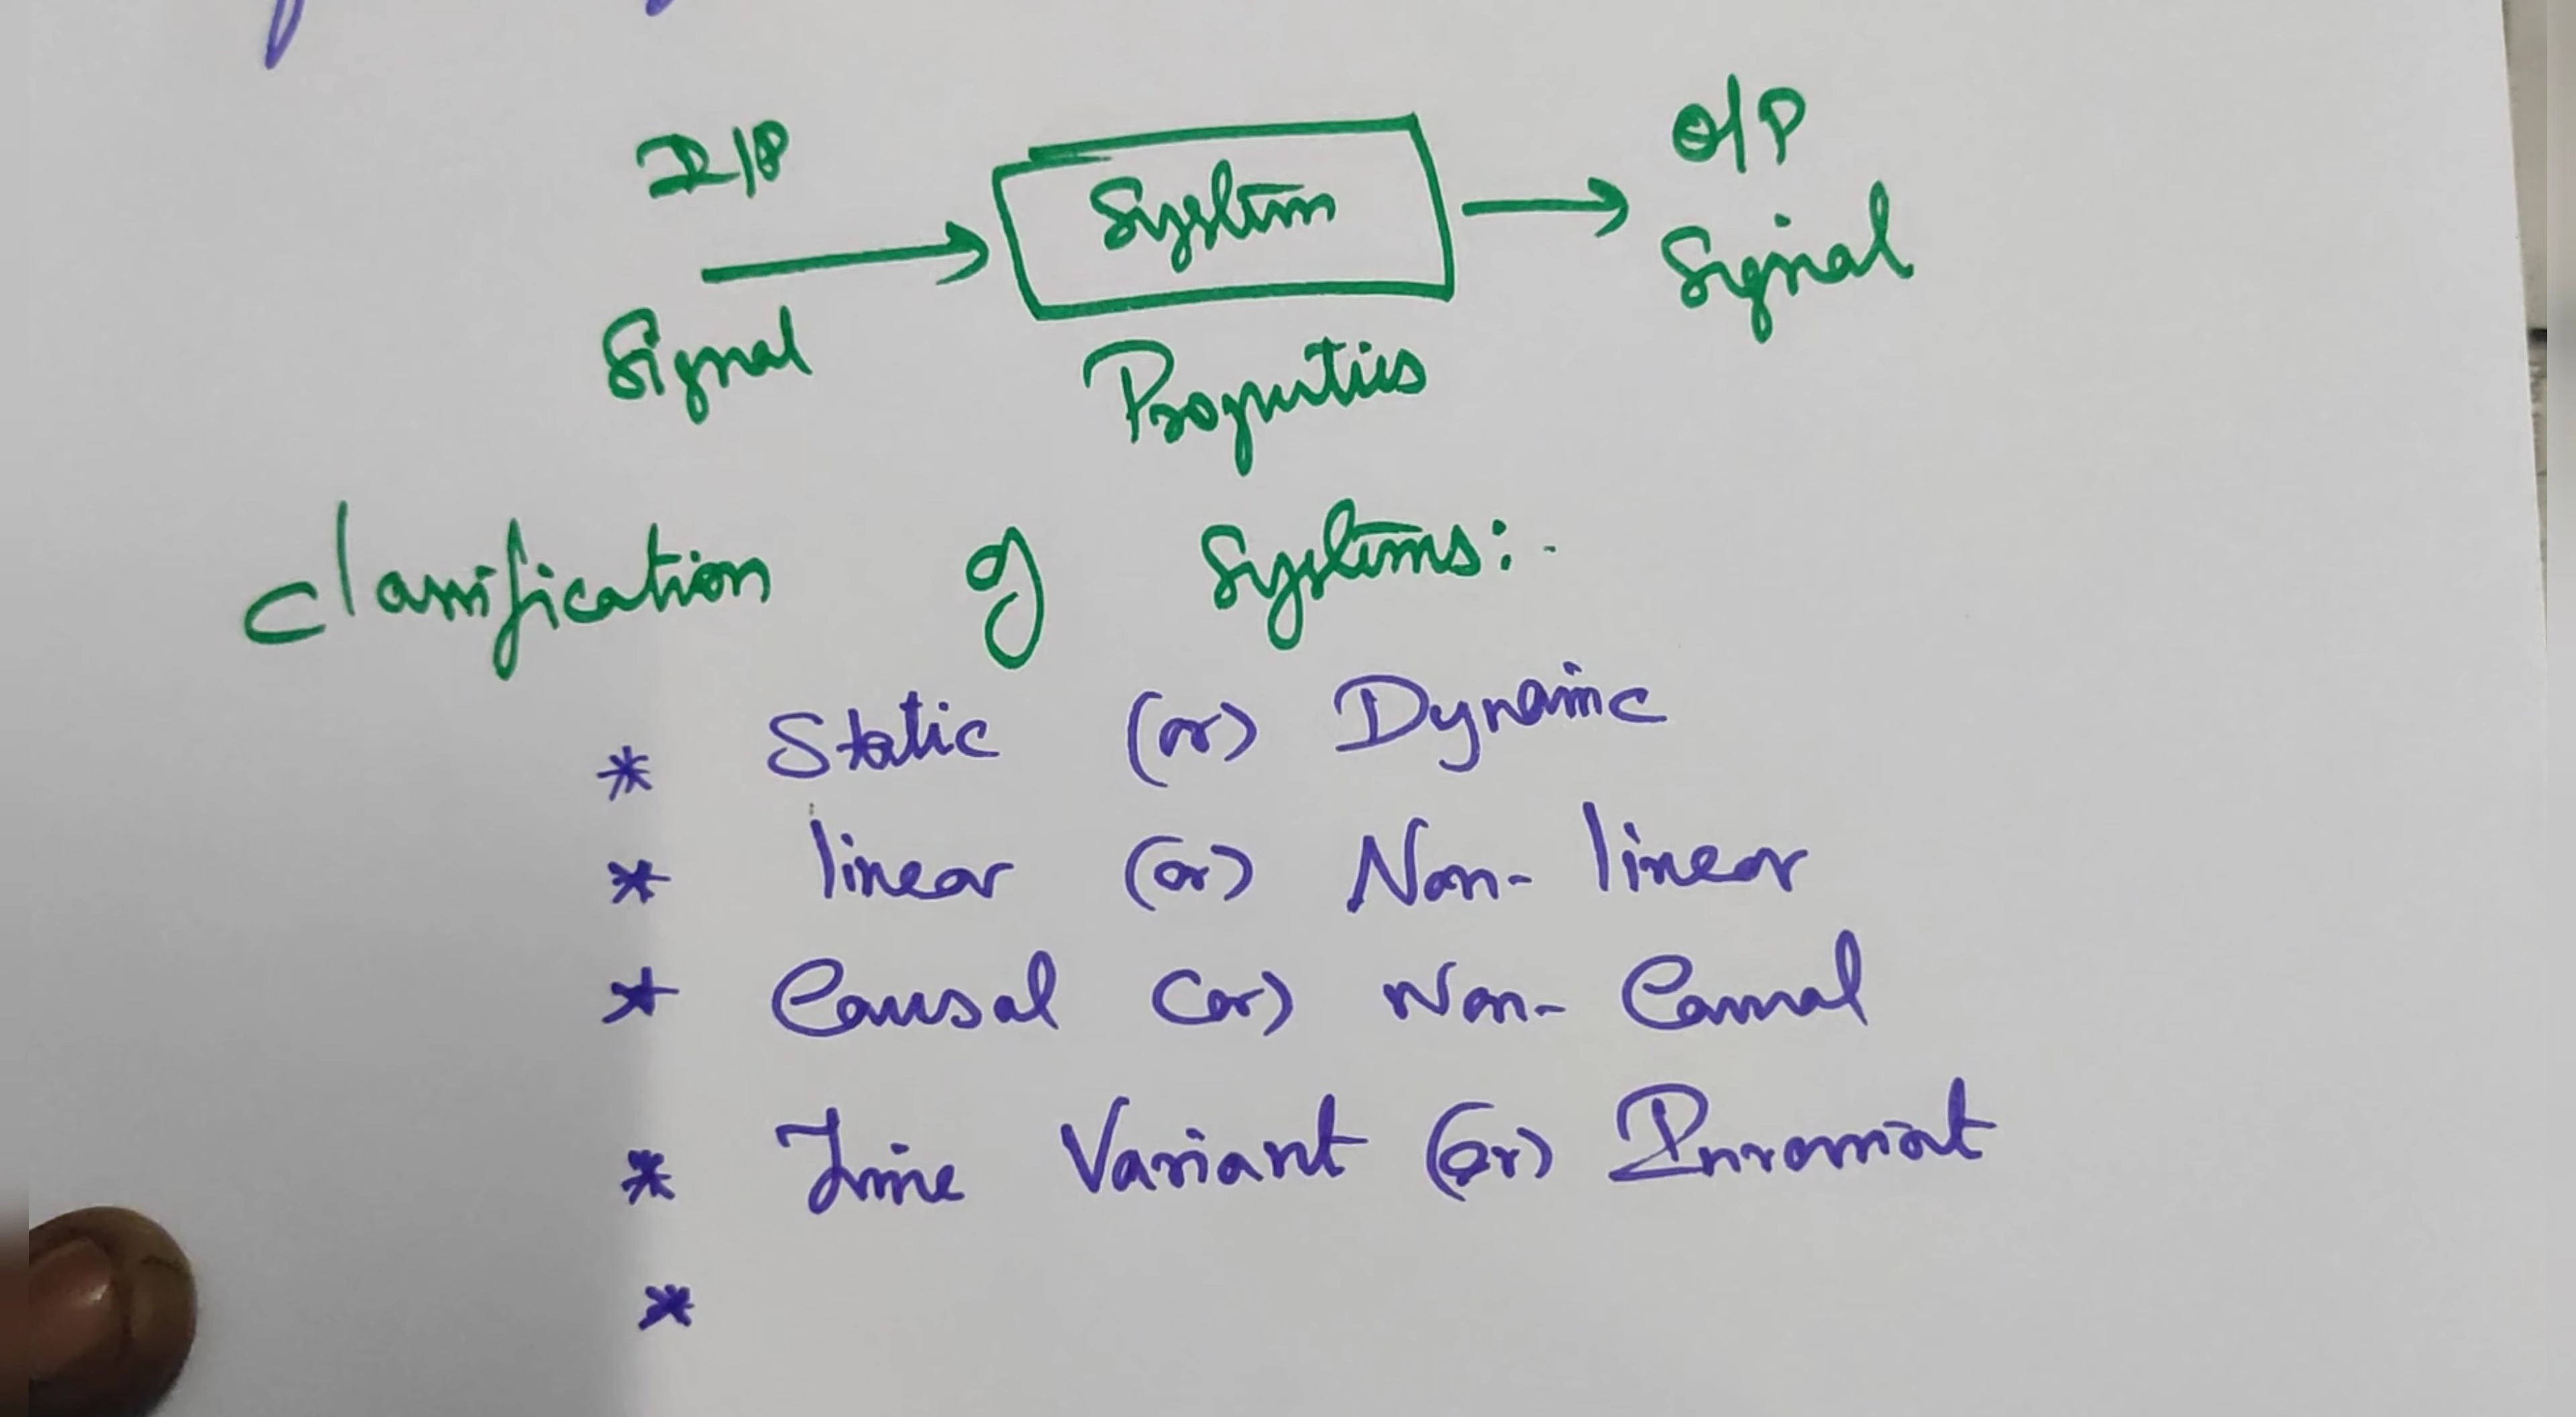 I/P
Signal
System
Properties
O/P
Signal
Classification of Systems:-
* Static (or) Dynamic
* linear (or) Non-linear
* Causal (or) Non-Causal
* Time Variant (or) Invariant
*